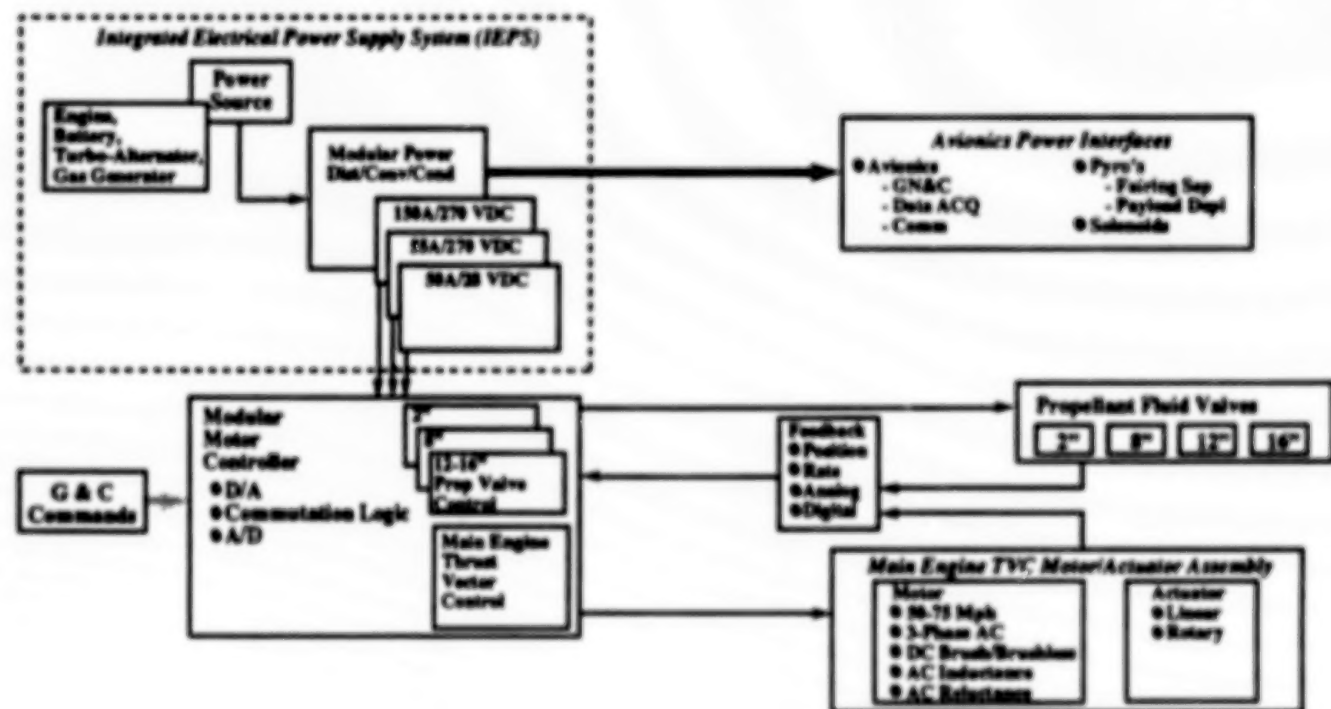 Integrated Electrical Power Supply System (IEPS)
Power
Source
Engine,
Battery,
Turbo-Alternator,
Gas Generator
Modular Power
Dist/Conv/Cond
150A/270 VDC
55A/270 VDC
50A/28 VDC
Avionics Power Interfaces
Avionics
- GN&C
- Data ACQ
- Comm
Pyro's
- Fairing Sep
- Payload Depl
Solenoids
G & C
Commands
Modular
Motor
Controller
D/A
Commutation Logic
A/D
2"
8"
12-16"
Prop Valve
Control
Main Engine
Thrust
Vector
Control
Feedback
Position
Rate
Analog
Digital
Propellant Fluid Valves
2" 8" 12" 16"
Main Engine TVC Motor/Actuator Assembly
Motor
3-Phase AC
DC Brush/Brushless
AC Inductance
AC Reluctance
Actuator
Linear
Rotary